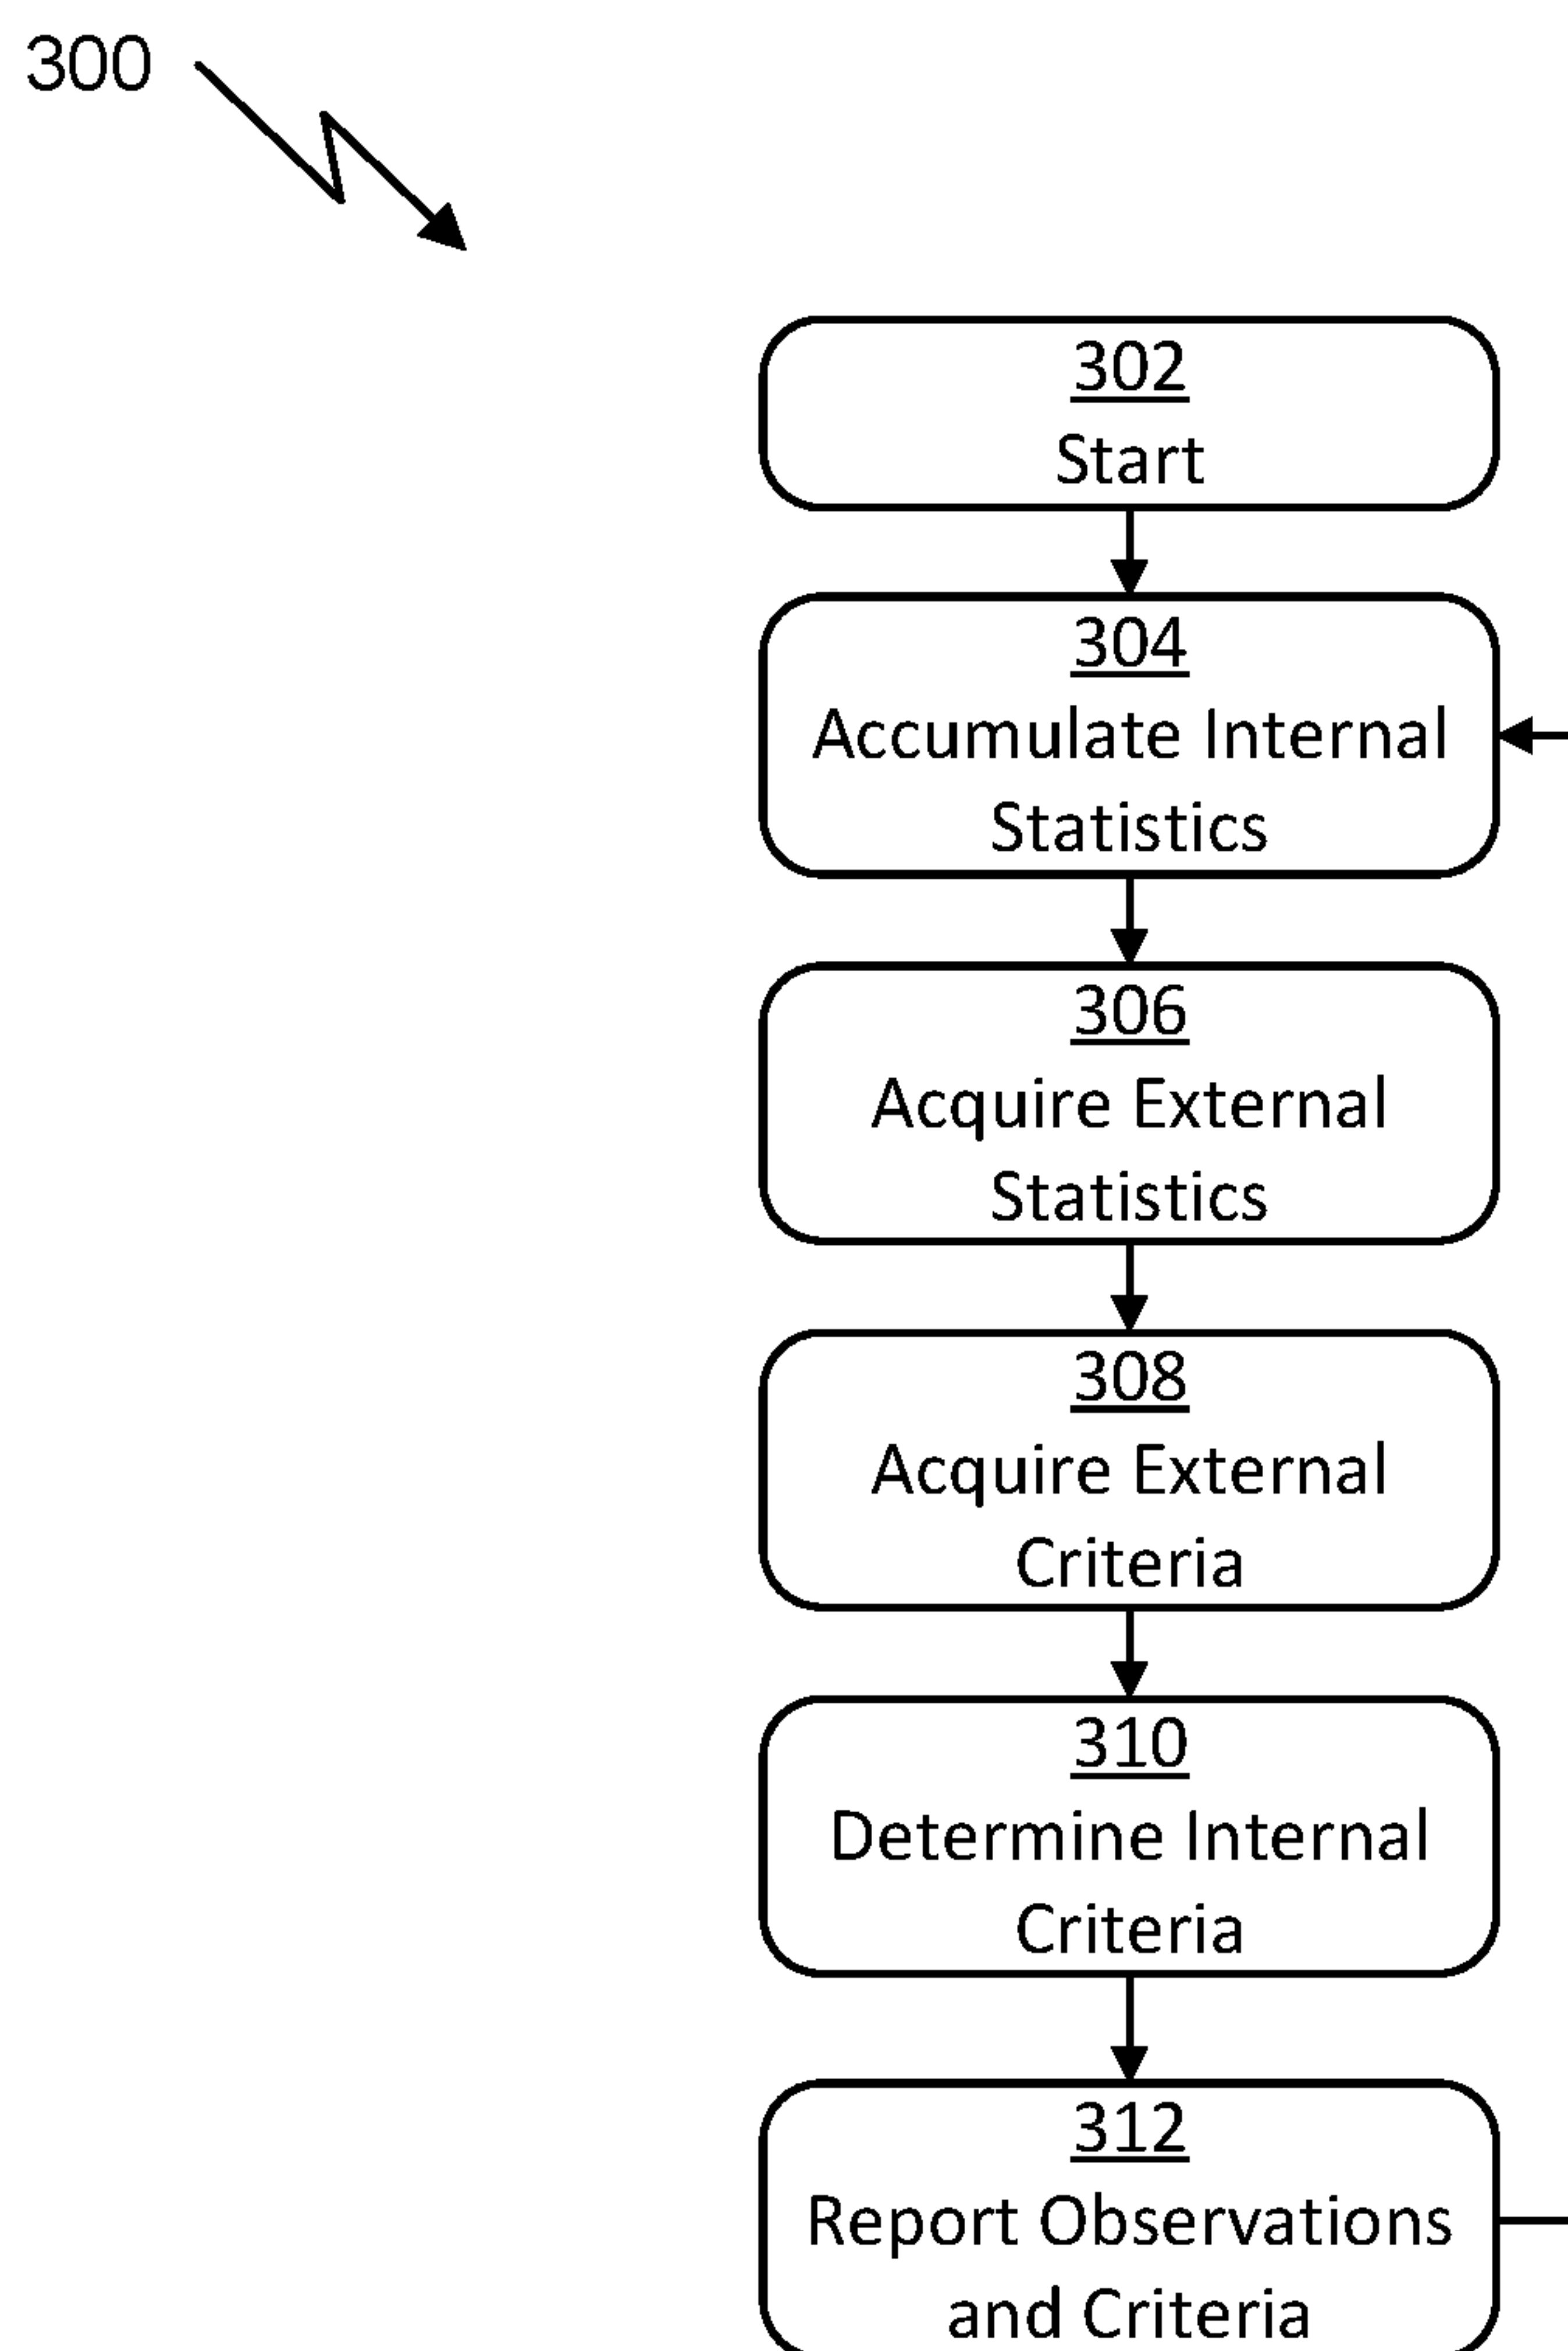 300
302
Start
304
Accumulate Internal
Statistics
306
Acquire External
Statistics
308
Acquire External
Criteria
310
Determine Internal
Criteria
312
Report Observations
and Criteria